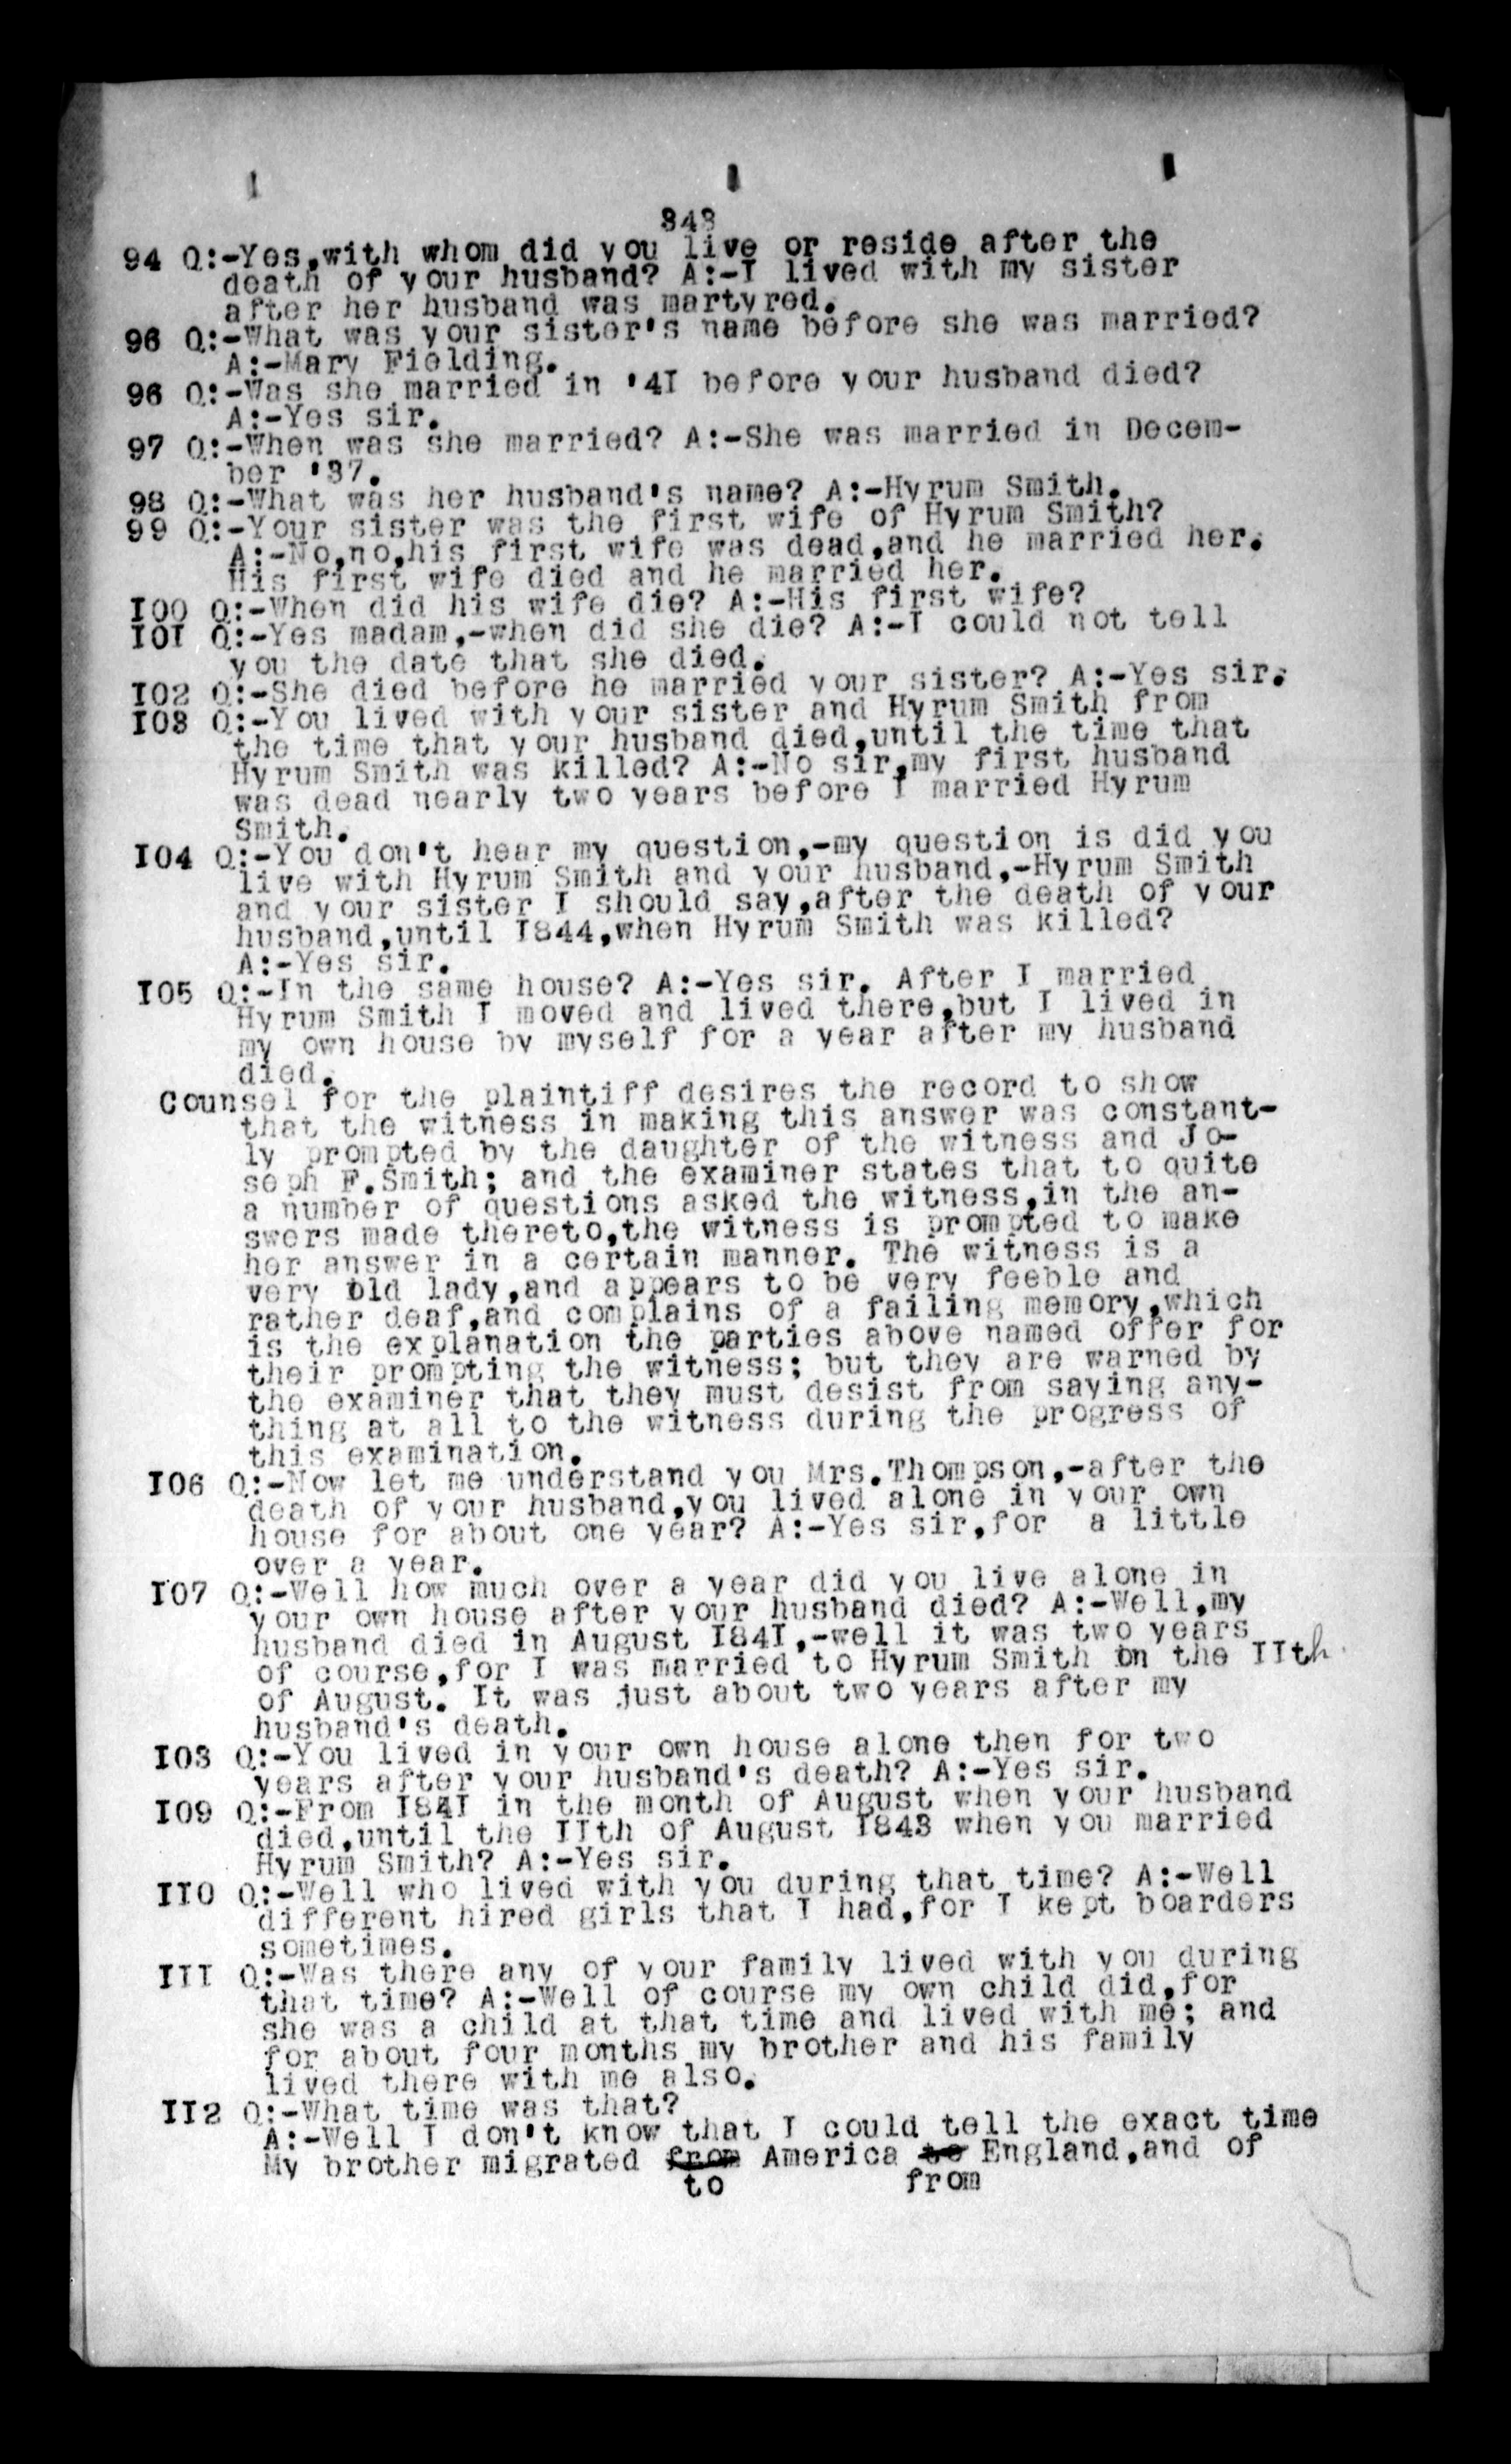 343
94 Q:-Yes,with whom did you live or reside after the
death of your husband? A:-I lived with my sister
after her husband was martyred.
96 Q:-What was your sister's name before she was married?
A:-Mary Fielding.
96 Q:-Was she married in '4I before your husband died?
A:-Yes sir.
97 Q:-When was she married? A:-She was married in Decem-
ber '37.
98 Q:-What was her husband's name? A:-Hyrum Smith.
99 Q:-Your sister was the first wife of Hyrum Smith?
A:-No,no,his first wife was dead,and he married her.
His first wife died and he married her.
I00 Q:-When did his wife die? A:-His first wife?
I0I Q:-Yes madam,-when did she die? A:-I could not tell
you the date that she died.
I02 Q:-She died before he married your sister? A:-Yes sir.
I03 Q:-You lived with your sister and Hyrum Smith from
the time that your husband died,until the time that
Hyrum Smith was killed? A:-No sir,my first husband
was dead nearly two years before I married Hyrum
Smith.
I04 Q:-You don't hear my question,-my question is did you
live with Hyrum Smith and your husband,-Hyrum Smith
and your sister I should say,after the death of your
husband,until I844,when Hyrum Smith was killed?
A:-Yes sir.
I05 Q:-In the same house? A:-Yes sir. After I married
Hyrum Smith I moved and lived there,but I lived in
my own house by myself for a year after my husband
died.
Counsel for the plaintiff desires the record to show
that the witness in making this answer was constant-
ly prompted by the daughter of the witness and Jo-
seph F.Smith; and the examiner states that to quite
a number of questions asked the witness,in the an-
swers made thereto,the witness is prompted to make
her answer in a certain manner. The witness is a
very old lady,and appears to be very feeble and
rather deaf,and complains of a failing memory,which
is the explanation the parties above named offer for
their prompting the witness; but they are warned by
the examiner that they must desist from saying any-
thing at all to the witness during the progress of
this examination.
I06 Q:-Now let me understand you Mrs.Thompson,-after the
death of your husband,you lived alone in your own
house for about one year? A:-Yes sir,for a little
over a year.
I07 Q:-Well how much over a year did you live alone in
your own house after your husband died? A:-Well,my
husband died in August I84I,-well it was two years
of course,for I was married to Hyrum Smith on the IIth
of August. It was just about two years after my
husband's death.
I08 Q:-You lived in your own house alone then for two
years after your husband's death? A:-Yes sir.
I09 Q:-From I84I in the month of August when your husband
died,until the IIth of August I843 when you married
Hyrum Smith? A:-Yes sir.
II0 Q:-Well who lived with you during that time? A:-Well
different hired girls that I had,for I kept boarders
sometimes.
III Q:-Was there any of your family lived with you during
that time? A:-Well of course my own child did,for
she was a child at that time and lived with me; and
for about four months my brother and his family
lived there with me also.
II2 Q:-What time was that?
A:-Well I don't know that I could tell the exact time
My brother migrated from America to England,and of
to from